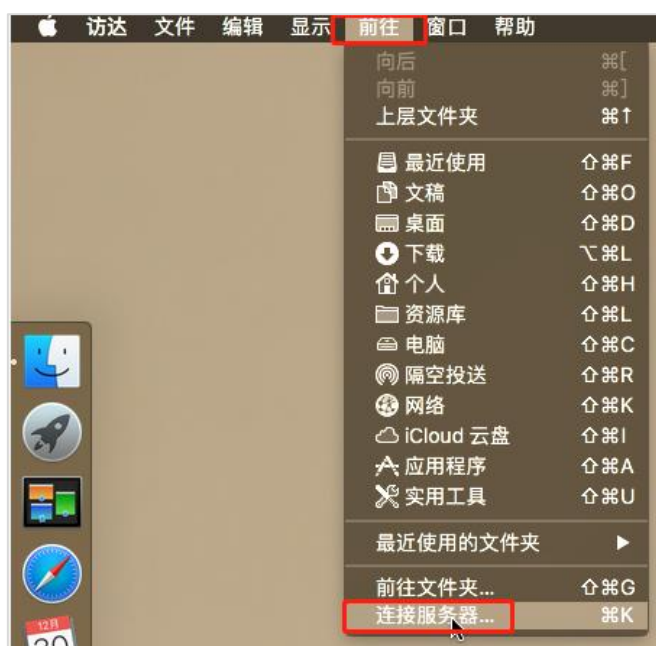 访达 文件 编辑 显示 前往 窗口 帮助
向后 ⌘[
向前 ⌘]
上层文件夹 ⌘↑
最近使用 ⇧⌘F
文稿 ⇧⌘O
桌面 ⇧⌘D
下载 ⌥⌘L
个人 ⇧⌘H
资源库 ⇧⌘L
电脑 ⇧⌘C
隔空投送 ⇧⌘R
网络 ⇧⌘K
iCloud 云盘 ⇧⌘I
应用程序 ⇧⌘A
实用工具 ⇧⌘U
最近使用的文件夹 ▶
前往文件夹... ⇧⌘G
连接服务器... ⌘K
12月